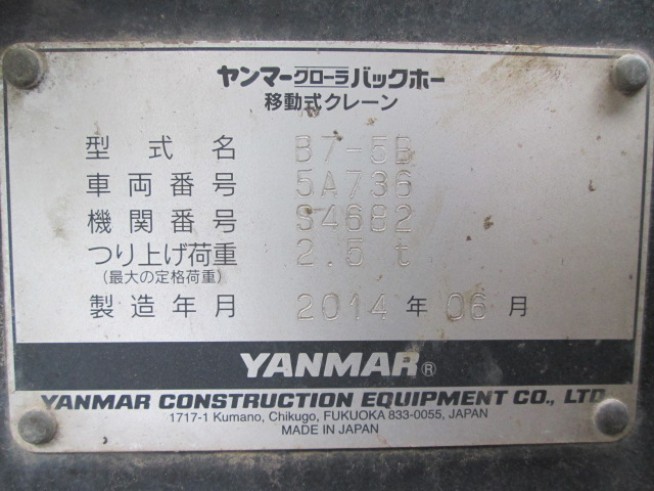 ヤンマークローラバックホー
移動式クレーン
型式名 B7-5B
車両番号 5A736
機関番号 S4682
つり上げ荷重 2.5 t
(最大の定格荷重)
製造年月 2014 年 06 月
YANMAR®
YANMAR CONSTRUCTION EQUIPMENT CO., LTD.
1717-1 Kumano, Chikugo, FUKUOKA 833-0055, JAPAN
MADE IN JAPAN